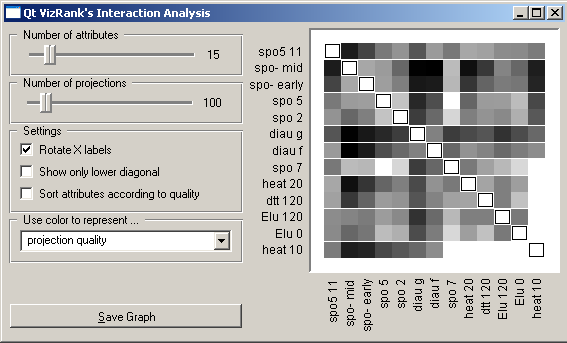 Qt VizRank's Interaction Analysis
Number of attributes
15
Number of projections
100
Settings
Rotate X labels
Show only lower diagonal
Sort attributes according to quality
Use color to represent ...
projection quality
Save Graph
spo5 11
spo- mid
spo- early
spo 5
spo 2
diau g
diau f
spo 7
heat 20
dtt 120
Elu 120
Elu 0
heat 10
spo5 11
spo- mid
spo- early
spo 5
spo 2
diau g
diau f
spo 7
heat 20
dtt 120
Elu 120
Elu 0
heat 10